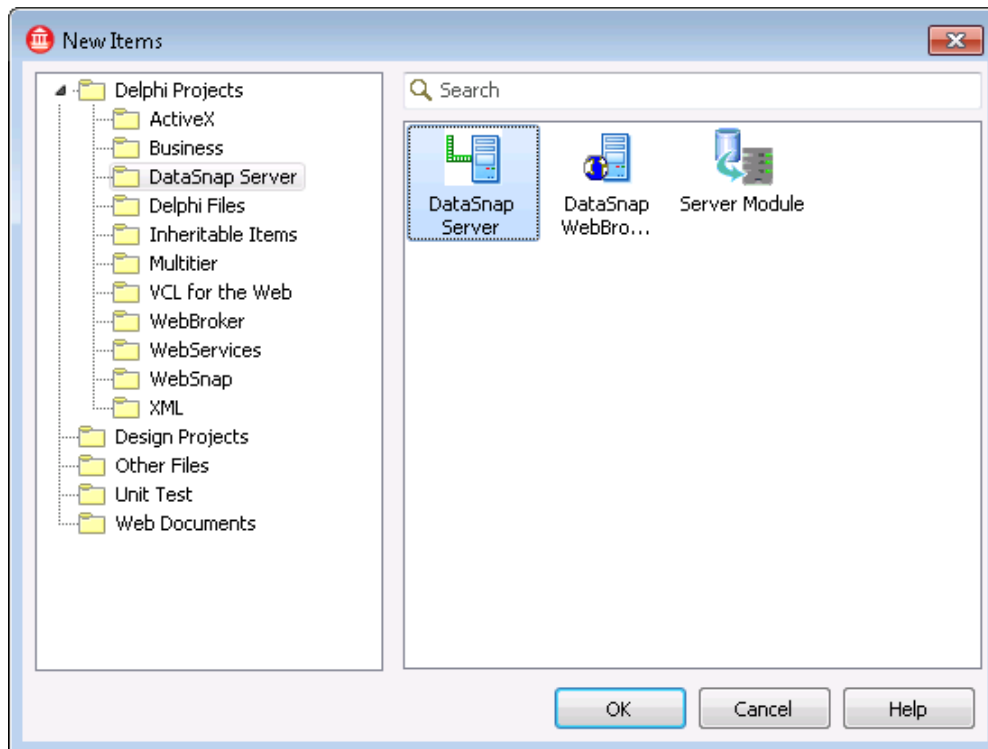 New Items
Delphi Projects
ActiveX
Business
DataSnap Server
Delphi Files
Inheritable Items
Multitier
VCL for the Web
WebBroker
WebServices
WebSnap
XML
Design Projects
Other Files
Unit Test
Web Documents
Search
DataSnap
Server
DataSnap
WebBro...
Server Module
OK
Cancel
Help